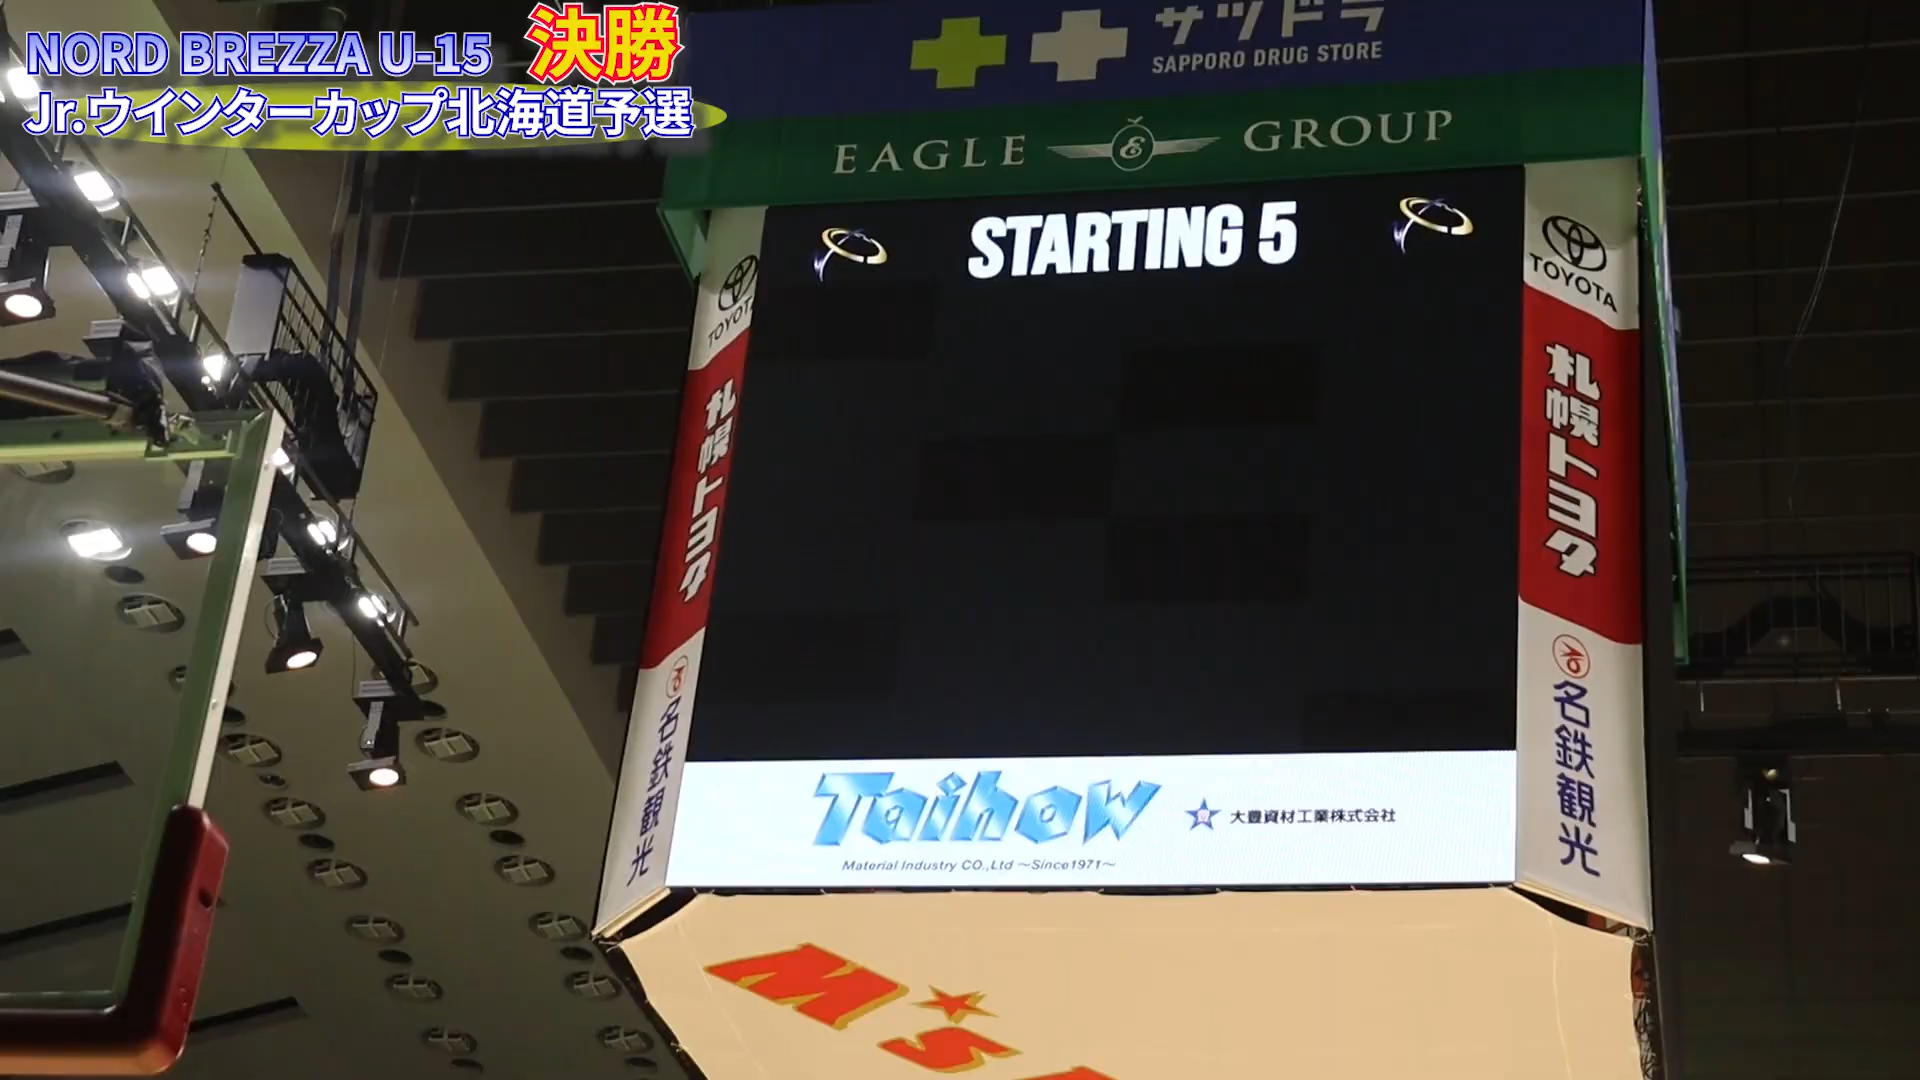 NORD BREZZA U-15 決勝
Jr.ウインターカップ北海道予選
サツドラ
SAPPORO DRUG STORE
EAGLE GROUP
STARTING 5
TOYOTA
札幌トヨタ
名鉄観光
TOYOTA
札幌トヨタ
名鉄観光
Taihow
大豊資材工業株式会社
Material Industry CO.,Ltd ～Since1971～
M's